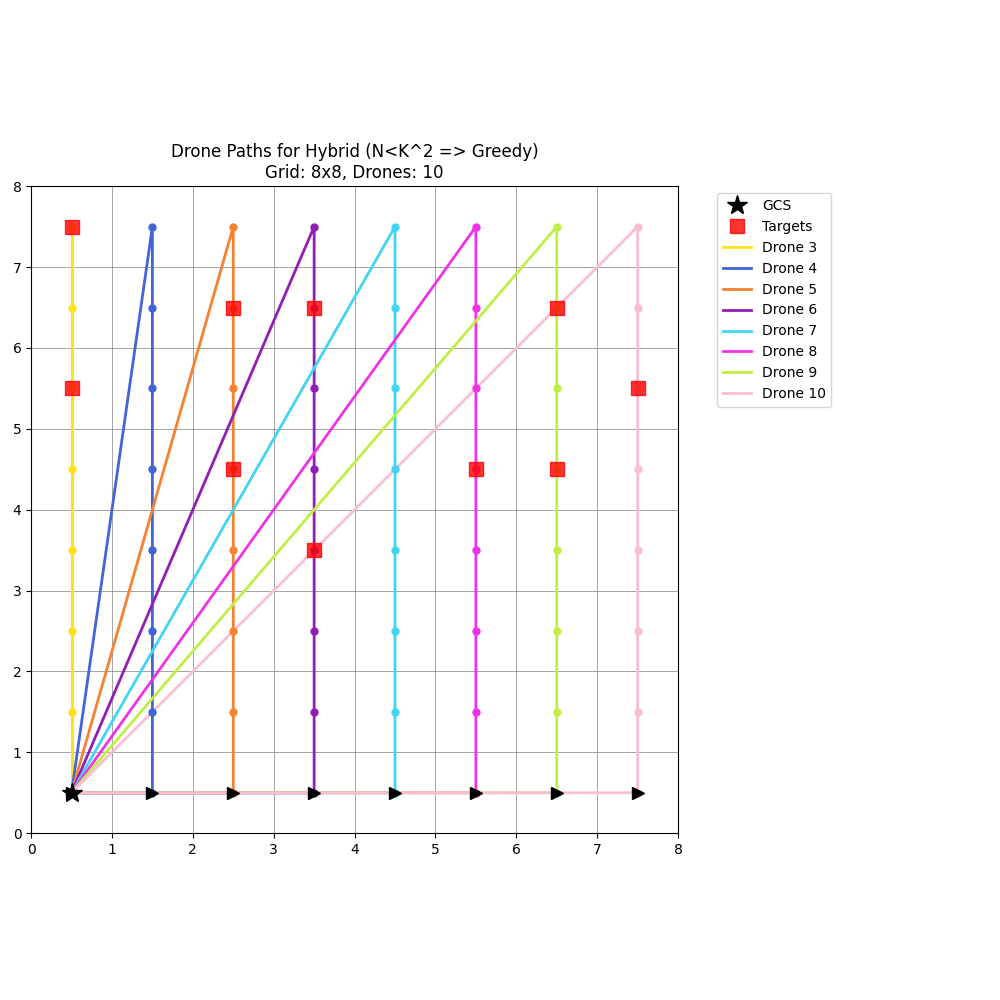 Drone Paths for Hybrid (N<K^2 => Greedy)
Grid: 8x8, Drones: 10
GCS
Targets
Drone 3
Drone 4
Drone 5
Drone 6
Drone 7
Drone 8
Drone 9
Drone 10
8
7
6
5
4
3
2
1
0
0 1 2 3 4 5 6 7 8